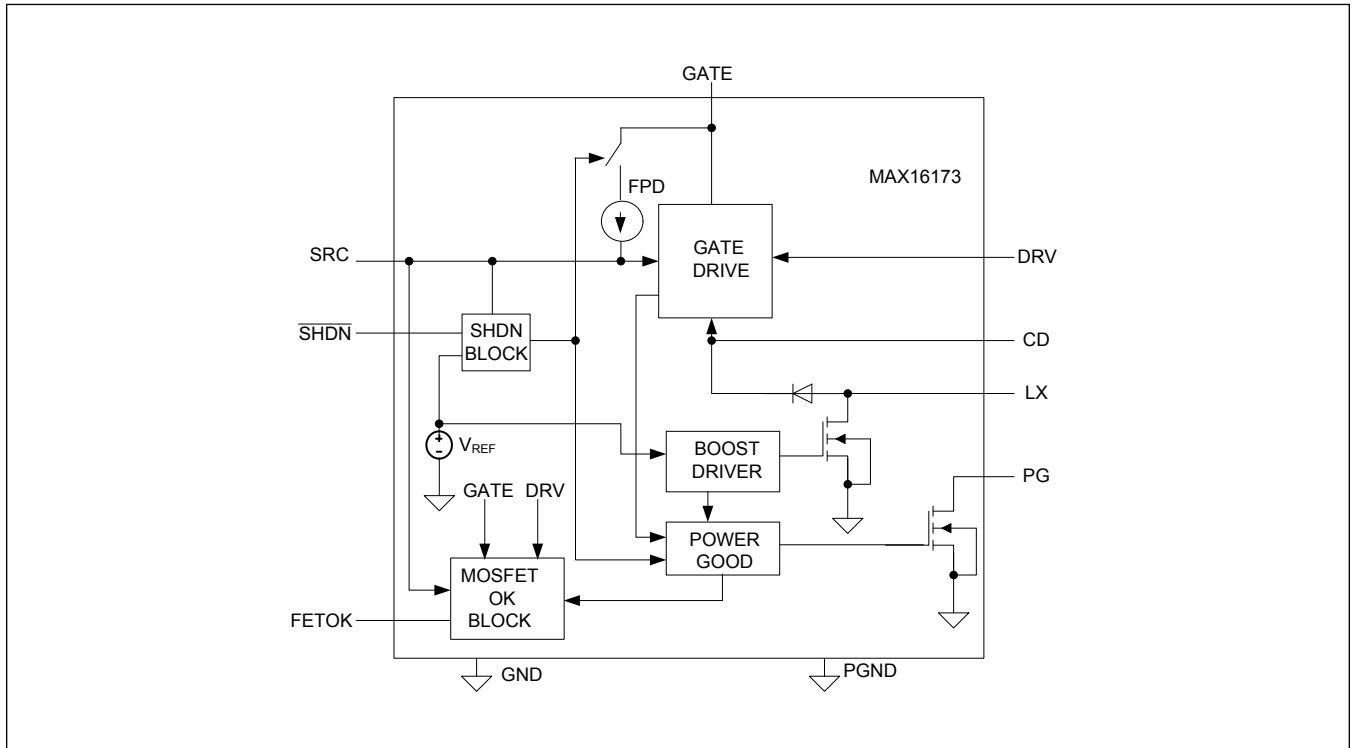 GATE
MAX16173
FPD
SRC
GATE
DRIVE
DRV
SHDN
SHDN
BLOCK
CD
LX
VREF
BOOST
DRIVER
PG
GATE
DRV
POWER
GOOD
MOSFET
OK
BLOCK
FETOK
GND
PGND